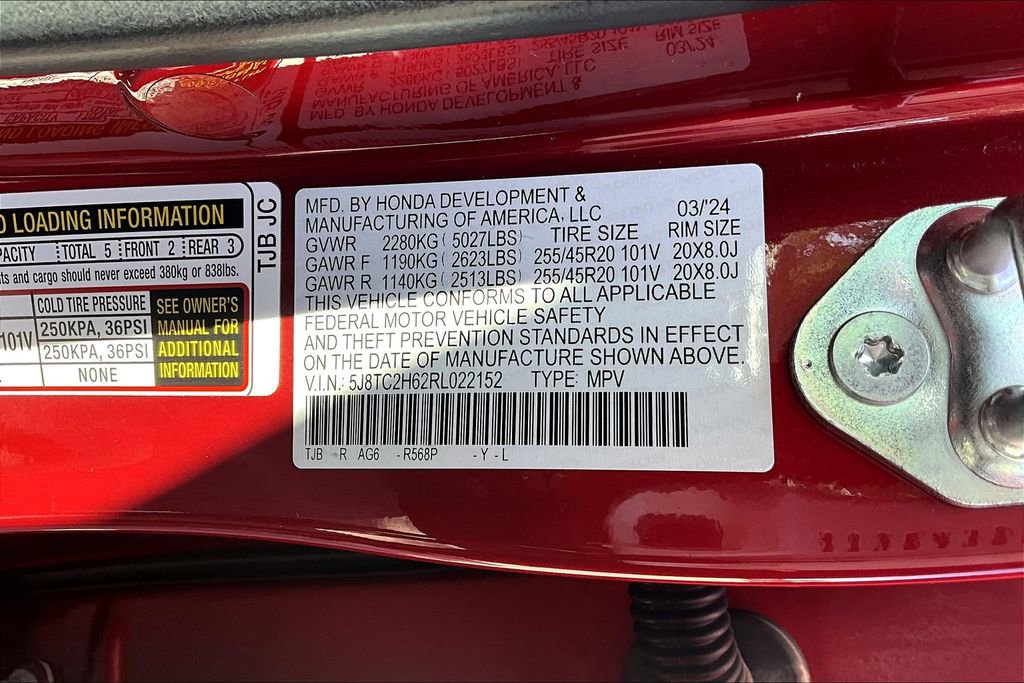 D LOADING INFORMATION
PACITY TOTAL 5 FRONT 2 REAR 3
ts and cargo should never exceed 380kg or 838lbs.
COLD TIRE PRESSURE
101V 250KPA, 36PSI
250KPA, 36PSI
NONE
SEE OWNER'S
MANUAL FOR
ADDITIONAL
INFORMATION
TJB JC
MFD. BY HONDA DEVELOPMENT &
MANUFACTURING OF AMERICA, LLC 03/'24
GVWR 2280KG ( 5027LBS) TIRE SIZE RIM SIZE
GAWR F 1190KG ( 2623LBS) 255/45R20 101V 20X8.0J
GAWR R 1140KG ( 2513LBS) 255/45R20 101V 20X8.0J
THIS VEHICLE CONFORMS TO ALL APPLICABLE
FEDERAL MOTOR VEHICLE SAFETY
AND THEFT PREVENTION STANDARDS IN EFFECT
ON THE DATE OF MANUFACTURE SHOWN ABOVE.
V.I.N.: 5J8TC2H62RL022152 TYPE: MPV
TJB R AG6 -R568P -Y -L